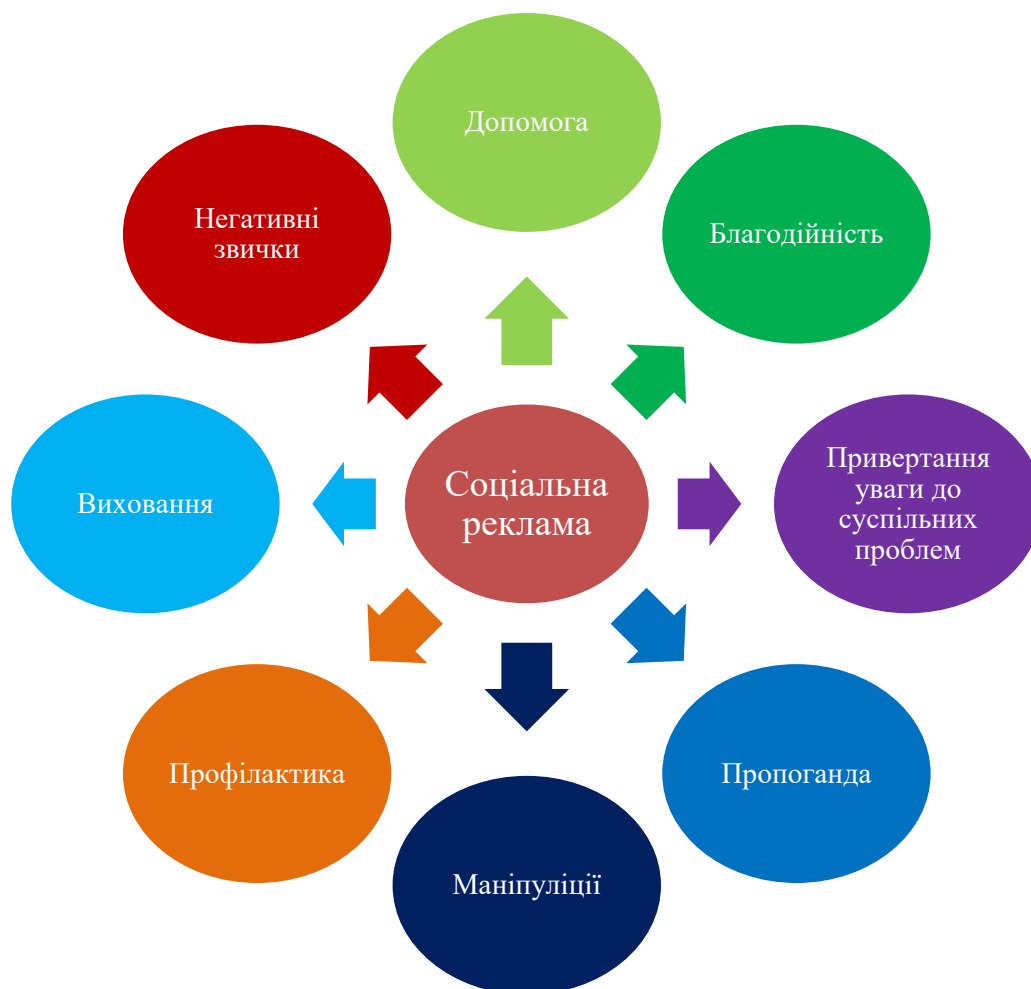 Допомога
Негативні
звички
Благодійність
Виховання
Соціальна
реклама
Привертання
уваги до
суспільних
проблем
Профілактика
Пропоганда
Маніпуліції